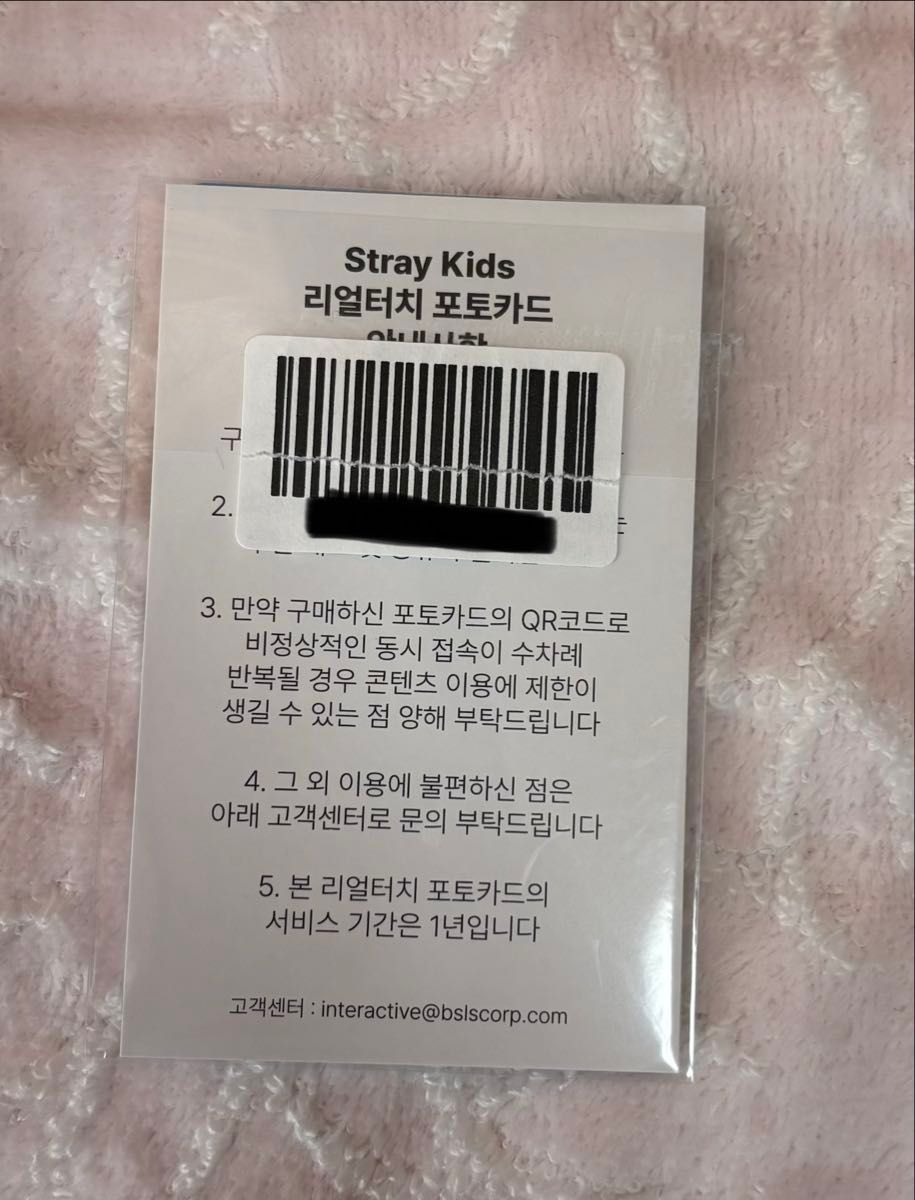 Stray Kids
리얼터치 포토카드
안내사항
2.
3. 만약 구매하신 포토카드의 QR코드로
비정상적인 동시 접속이 수차례
반복될 경우 콘텐츠 이용에 제한이
생길 수 있는 점 양해 부탁드립니다
4. 그 외 이용에 불편하신 점은
아래 고객센터로 문의 부탁드립니다
5. 본 리얼터치 포토카드의
서비스 기간은 1년입니다
고객센터 : interactive@bslscorp.com